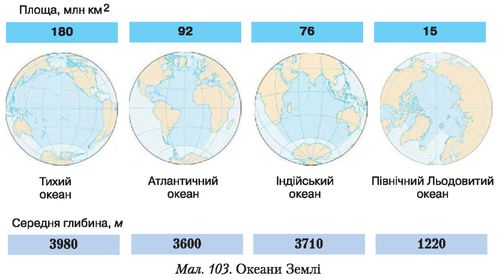 Площа, млн км²
180 92 76 15
Тихий океан
Атлантичний океан
Індійський океан
Північний Льодовитий океан
Середня глибина, м
3980 3600 3710 1220
Мал. 103. Океани Землі